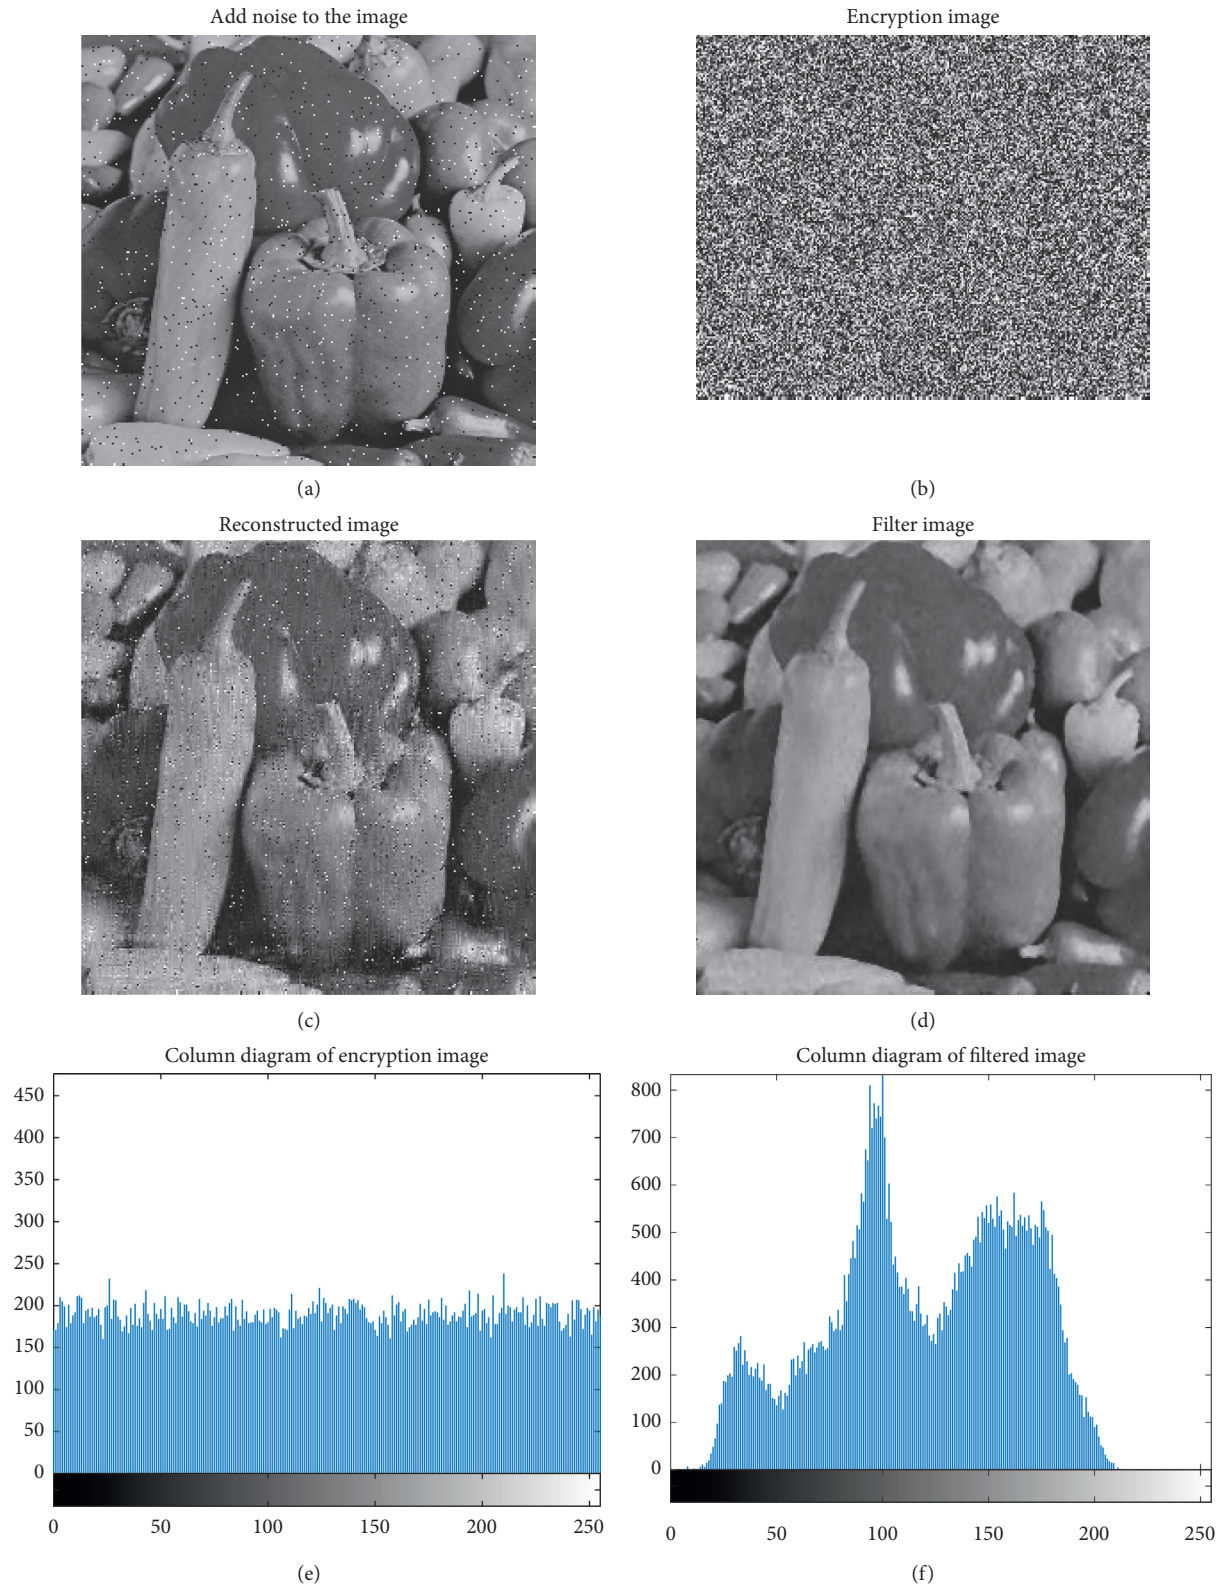 Add noise to the image
Encryption image
(a)
(b)
Reconstructed image
Filter image
(c)
(d)
Column diagram of encryption image
Column diagram of filtered image
450
400
350
300
250
200
150
100
50
0
0 50 100 150 200 250
800
700
600
500
400
300
200
100
0
0 50 100 150 200 250
(e)
(f)